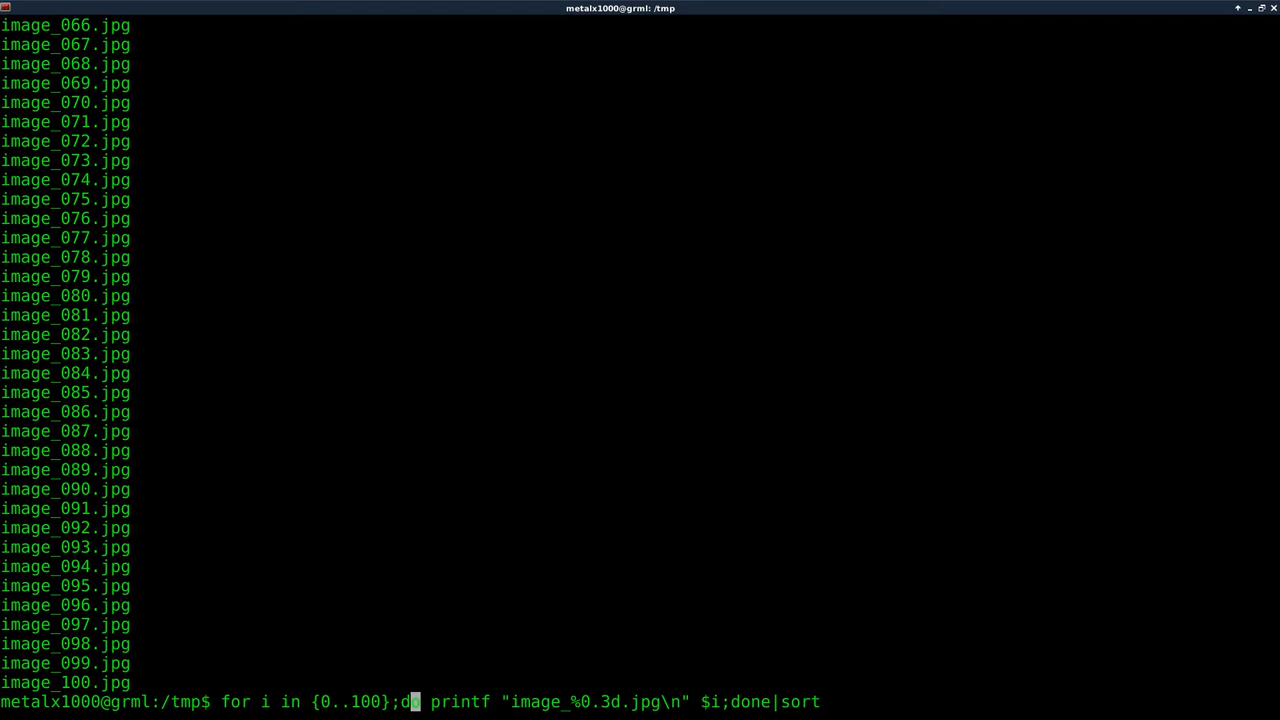 metalx1000@grml: /tmp
image_066.jpg
image_067.jpg
image_068.jpg
image_069.jpg
image_070.jpg
image_071.jpg
image_072.jpg
image_073.jpg
image_074.jpg
image_075.jpg
image_076.jpg
image_077.jpg
image_078.jpg
image_079.jpg
image_080.jpg
image_081.jpg
image_082.jpg
image_083.jpg
image_084.jpg
image_085.jpg
image_086.jpg
image_087.jpg
image_088.jpg
image_089.jpg
image_090.jpg
image_091.jpg
image_092.jpg
image_093.jpg
image_094.jpg
image_095.jpg
image_096.jpg
image_097.jpg
image_098.jpg
image_099.jpg
image_100.jpg
metalx1000@grml:/tmp$ for i in {0..100};do printf "image_%0.3d.jpg\n" $i;done|sort